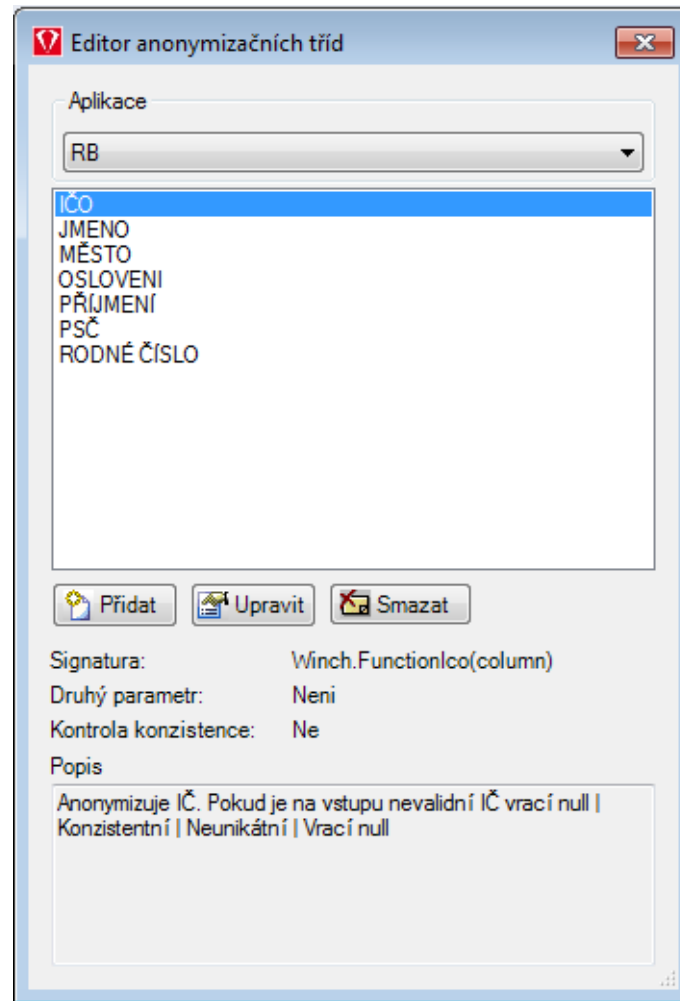 Editor anonymizačních tříd
Aplikace
RB
IČO
JMENO
MĚSTO
OSLOVENI
PŘÍJMENÍ
PSČ
RODNÉ ČÍSLO
Přidat Upravit Smazat
Signatura: Winch.FunctionIco(column)
Druhý parametr: Neni
Kontrola konzistence: Ne
Popis
Anonymizuje IČ. Pokud je na vstupu nevalidní IČ vrací null |
Konzistentní | Neunikátní | Vrací null